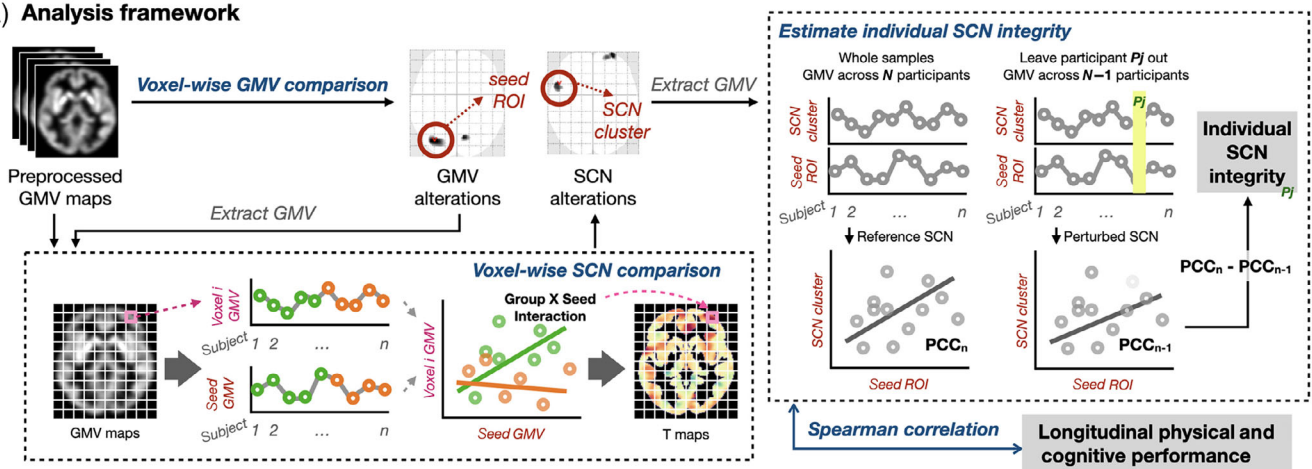 ) Analysis framework
Voxel-wise GMV comparison
seed
ROI
SCN
cluster
Extract GMV
Preprocessed
GMV maps
GMV
alterations
SCN
alterations
Extract GMV
Voxel-wise SCN comparison
Voxel i
GMV
Subject 1 2 ... n
Seed
GMV
Subject 1 2 ... n
GMV maps
Group X Seed
Interaction
Voxel i GMV
Seed GMV
T maps
Estimate individual SCN integrity
Whole samples
GMV across N participants
Leave participant Pj out
GMV across N−1 participants
SCN
cluster
Seed
ROI
Subject 1 2 ... n
Reference SCN
SCN cluster
PCCn
Seed ROI
Pj
SCN
cluster
Seed
ROI
Subject 1 2 ... n
Perturbed SCN
SCN cluster
PCCn-1
Seed ROI
PCCn - PCCn-1
Individual
SCN
integrity
Pj
Spearman correlation
Longitudinal physical and
cognitive performance